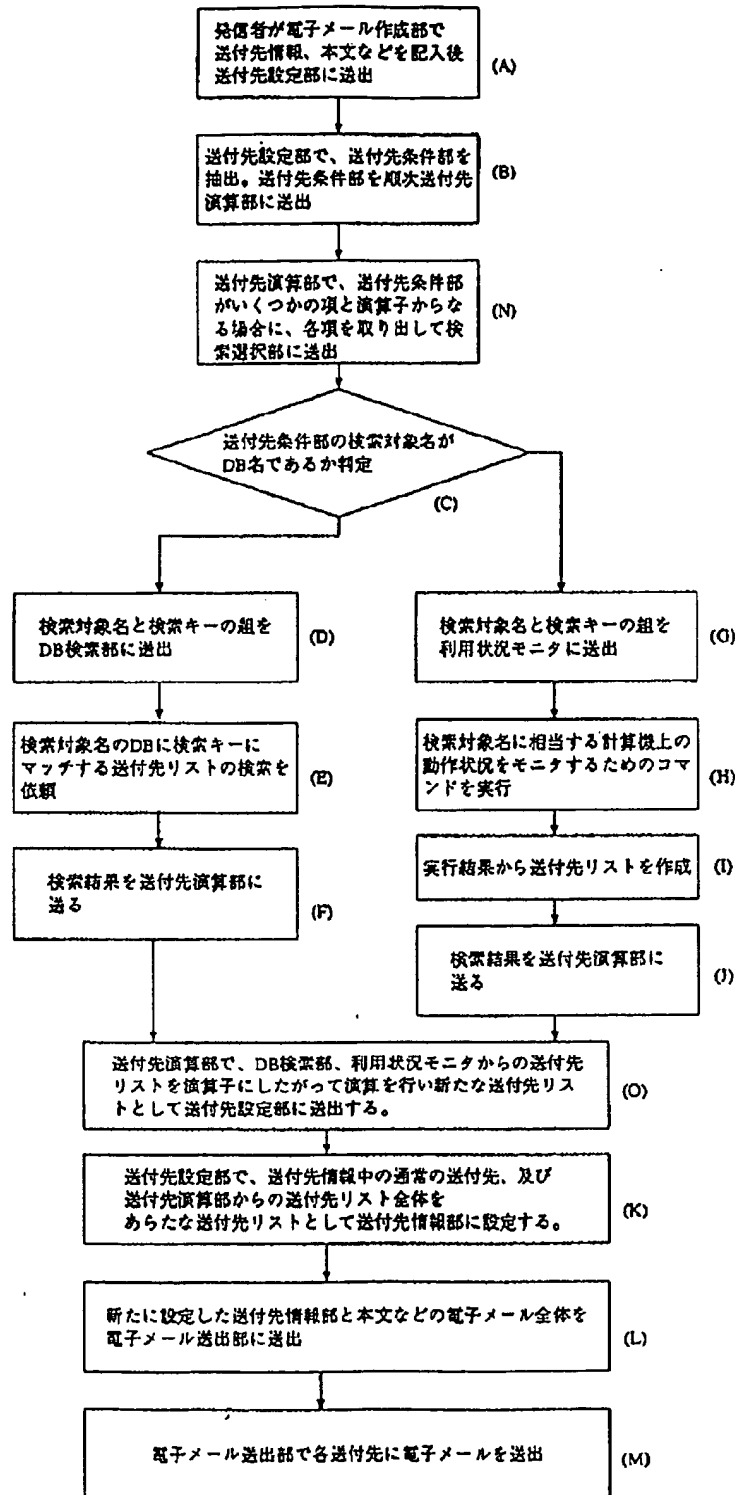 発信者が電子メール作成部で
送付先情報、本文などを記入後
送付先設定部に送出
(A)
送付先設定部で、送付先条件部を
抽出。送付先条件部を順次送付先
演算部に送出
(B)
送付先演算部で、送付先条件部
がいくつかの項と演算子からな
る場合に、各項を取り出して検
索選択部に送出
(N)
送付先条件部の検索対象名が
DB名であるか判定
(C)
検索対象名と検索キーの組を
DB検索部に送出
(D)
検索対象名と検索キーの組を
利用状況モニタに送出
(G)
検索対象名のDBに検索キーに
マッチする送付先リストの検索を
依頼
(E)
検索対象名に相当する計算機上の
動作状況をモニタするためのコマ
ンドを実行
(H)
実行結果から送付先リストを作成
(I)
検索結果を送付先演算部に
送る
(F)
検索結果を送付先演算部に
送る
(J)
送付先演算部で、DB検索部、利用状況モニタからの送付先
リストを演算子にしたがって演算を行い新たな送付先リス
トとして送付先設定部に送出する。
(O)
送付先設定部で、送付先情報中の通常の送付先、及び
送付先演算部からの送付先リスト全体を
あらたな送付先リストとして送付先情報部に設定する。
(K)
新たに設定した送付先情報部と本文などの電子メール全体を
電子メール送出部に送出
(L)
電子メール送出部で各送付先に電子メールを送出
(M)